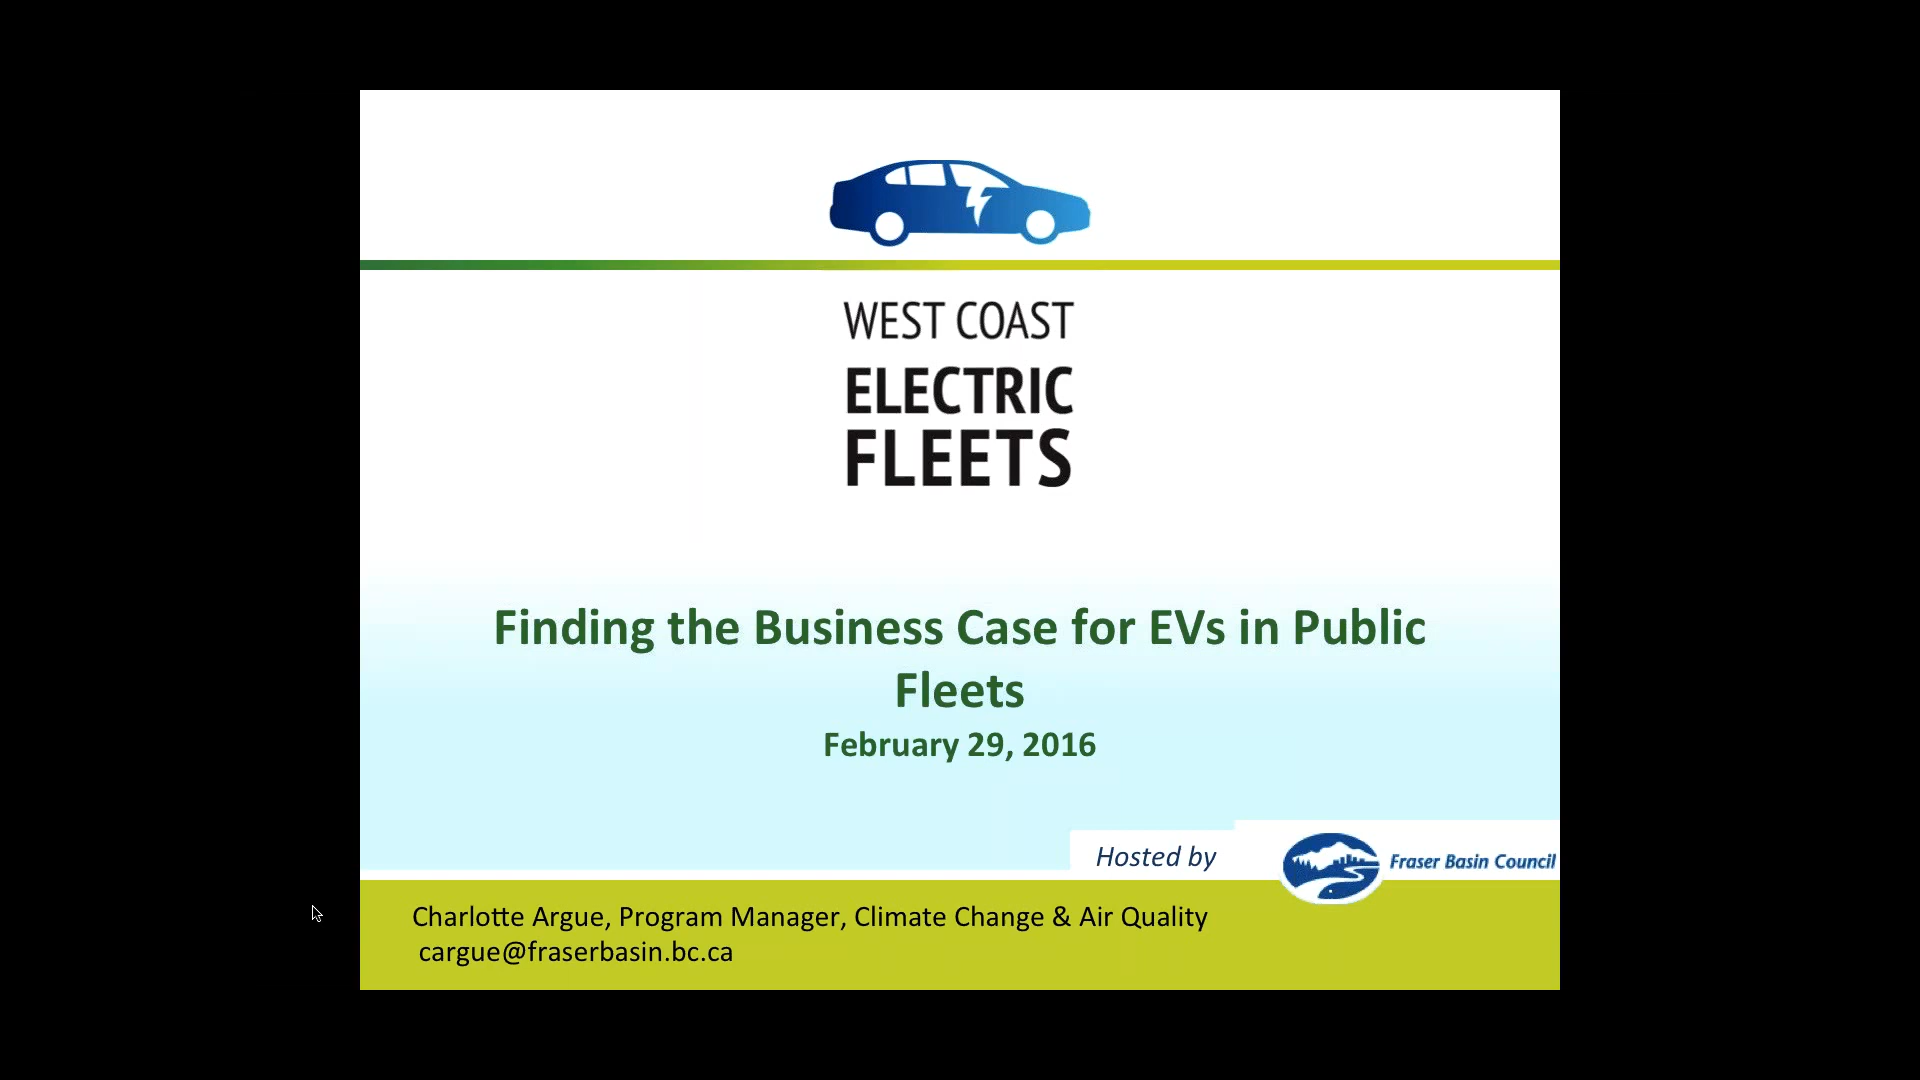 WEST COAST
ELECTRIC
FLEETS
Finding the Business Case for EVs in Public
Fleets
February 29, 2016
Hosted by
Fraser Basin Council
Charlotte Argue, Program Manager, Climate Change & Air Quality
cargue@fraserbasin.bc.ca